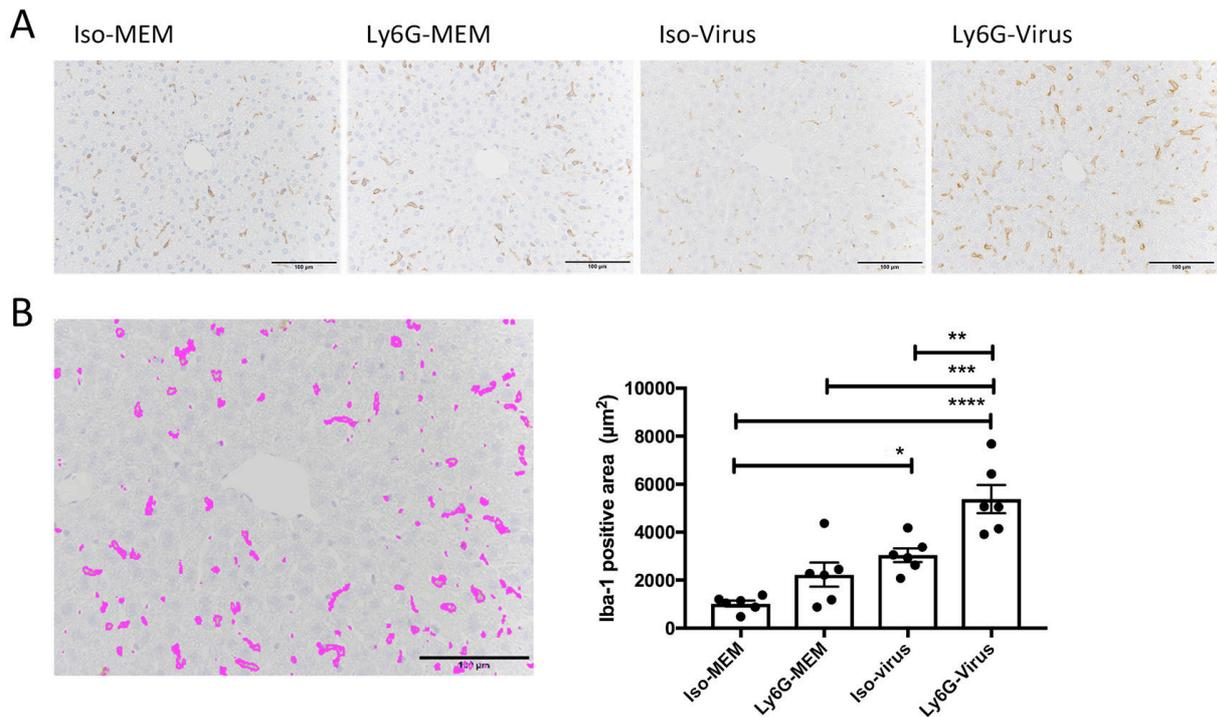 A
Iso-MEM Ly6G-MEM Iso-Virus Ly6G-Virus
100 µm 100 µm 100 µm 100 µm
B
100 µm
**
***
****
*
Iba-1 positive area (µm²)
10000
8000
6000
4000
2000
0
Iso-MEM Ly6G-MEM Iso-virus Ly6G-Virus